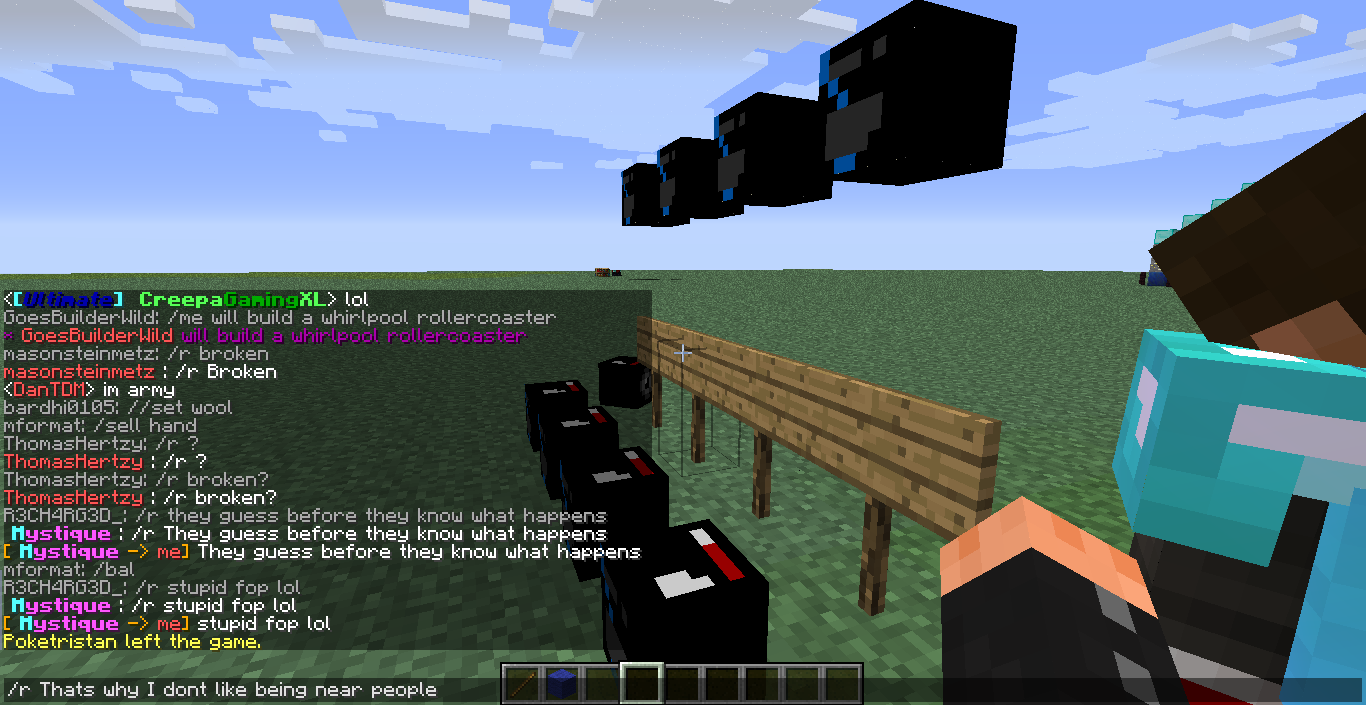 <[Ultimate] CreepaGamingXL> lol
GoesBuilderWild: /me will build a whirlpool rollercoaster
* GoesBuilderWild will build a whirlpool rollercoaster
masonsteinmetz: /r broken
masonsteinmetz : /r Broken
<DanTDM> im army
bardhi0105: //set wool
mformat: /sell hand
ThomasHertzy: /r ?
ThomasHertzy : /r ?
ThomasHertzy: /r broken?
ThomasHertzy : /r broken?
R3CH4RG3D_: /r they guess before they know what happens
Mystique : /r They guess before they know what happens
[ Mystique -> me] They guess before they know what happens
mformat: /bal
R3CH4RG3D_: /r stupid fop lol
Mystique : /r stupid fop lol
[ Mystique -> me] stupid fop lol
Poketristan left the game.
/r Thats why I dont like being near people